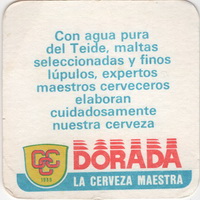 Con agua pura
del Teide, maltas
seleccionadas y finos
lúpulos, expertos
maestros cerveceros
elaboran
cuidadosamente
nuestra cerveza
DORADA
LA CERVEZA MAESTRA